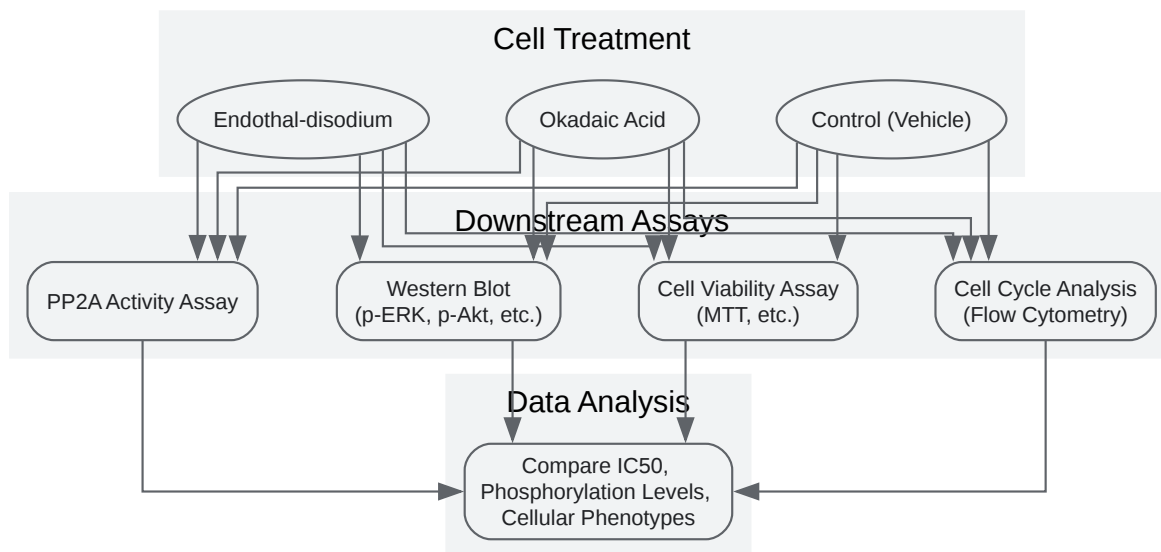 Cell Treatment
Endothal-disodium
Okadaic Acid
Control (Vehicle)
Downstream Assays
PP2A Activity Assay
Western Blot
(p-ERK, p-Akt, etc.)
Cell Viability Assay
(MTT, etc.)
Cell Cycle Analysis
(Flow Cytometry)
Data Analysis
Compare IC50,
Phosphorylation Levels,
Cellular Phenotypes